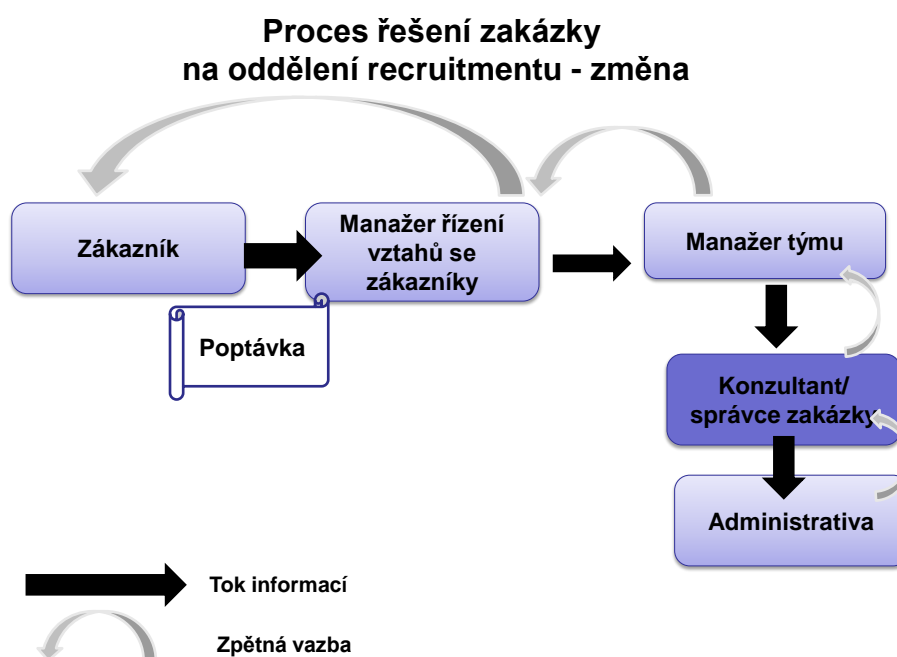 Proces řešení zakázky
na oddělení recruitmentu - změna
Zákazník
Manažer řízení
vztahů se
zákazníky
Manažer týmu
Poptávka
Konzultant/
správce zakázky
Administrativa
Tok informací
Zpětná vazba